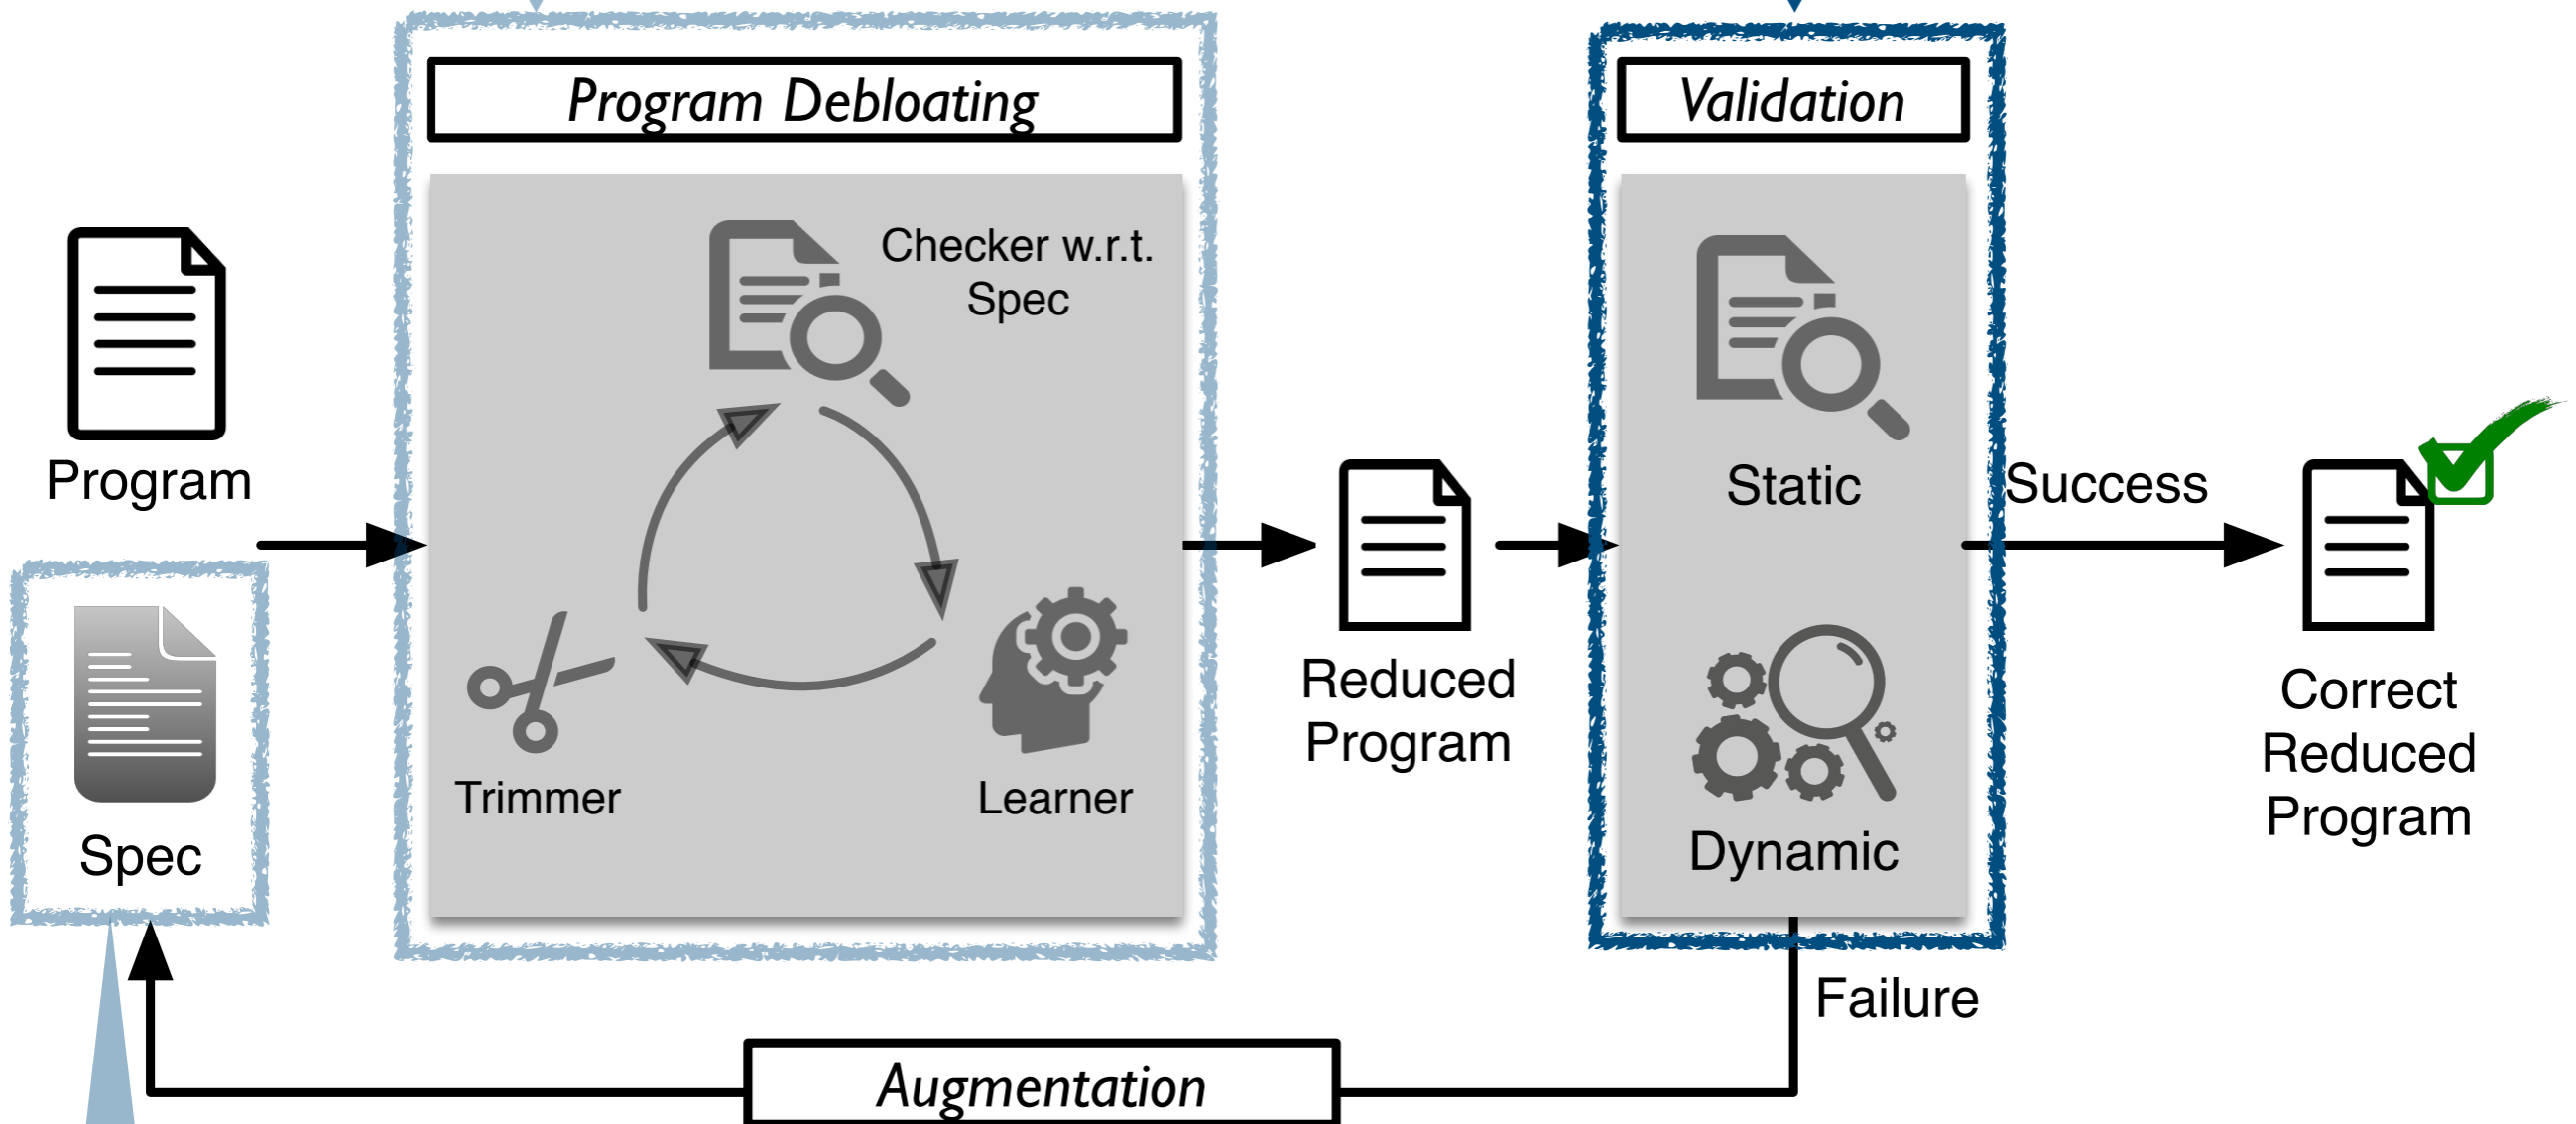 Program Debloating
Validation
Checker w.r.t.
Spec
Program
Static
Success
Reduced
Program
Correct
Reduced
Program
Trimmer
Learner
Spec
Dynamic
Failure
Augmentation